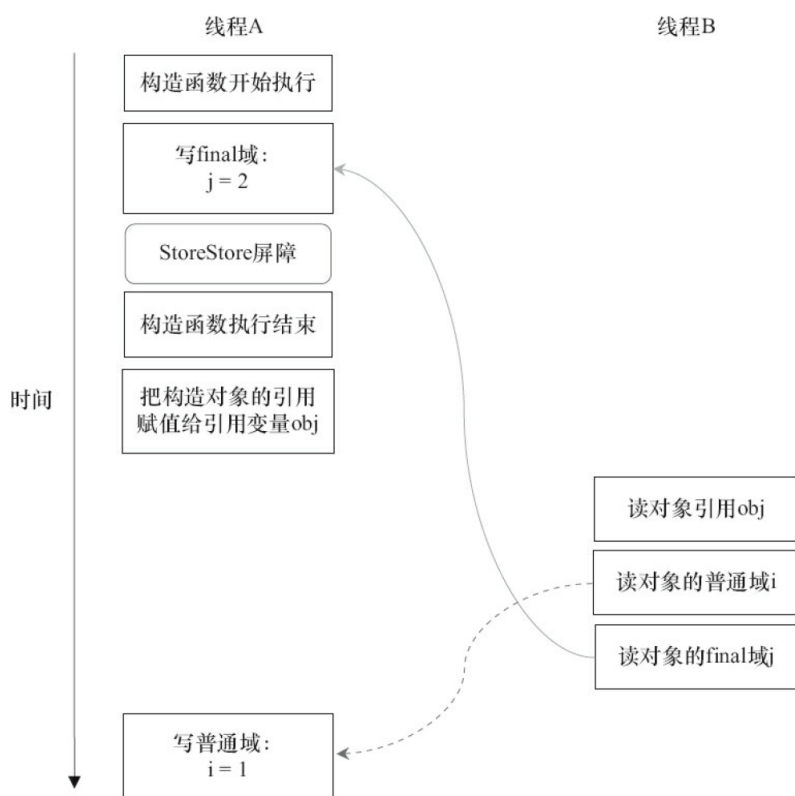 线程A
线程B
构造函数开始执行
写final域：
j = 2
StoreStore屏障
构造函数执行结束
时间
把构造对象的引用
赋值给引用变量obj
读对象引用obj
读对象的普通域i
读对象的final域j
写普通域：
i = 1